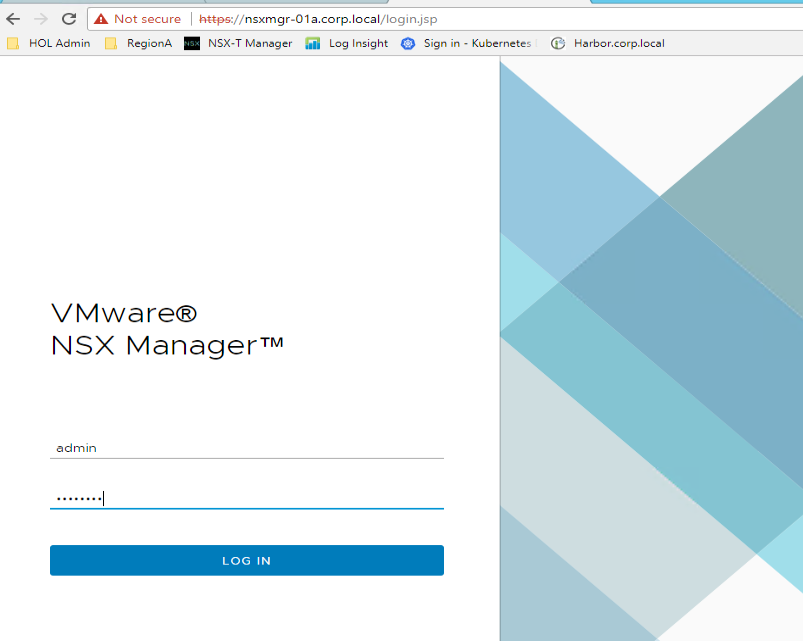 Not secure | https://nsxmgr-01a.corp.local/login.jsp
HOL Admin RegionA NSX NSX-T Manager Log Insight Sign in - Kubernetes Harbor.corp.local
VMware®
NSX Manager™
admin
••••••••
LOG IN